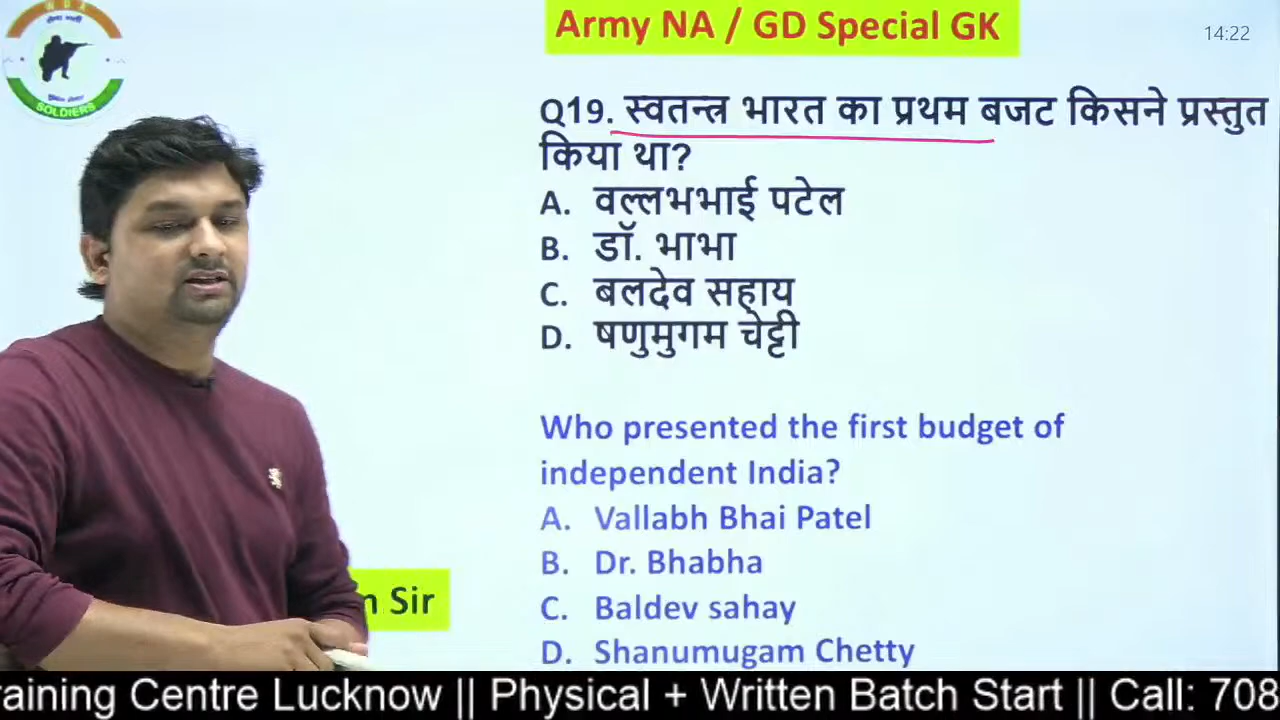 Army NA / GD Special GK
14:22
WDA
SOLDIERS
Q19. स्वतन्त्र भारत का प्रथम बजट किसने प्रस्तुत
किया था?
A. वल्लभभाई पटेल
B. डॉ. भाभा
C. बलदेव सहाय
D. षणुमुगम चेट्टी
Who presented the first budget of
independent India?
A. Vallabh Bhai Patel
B. Dr. Bhabha
C. Baldev sahay
D. Shanumugam Chetty
Sir
raining Centre Lucknow || Physical + Written Batch Start || Call: 708